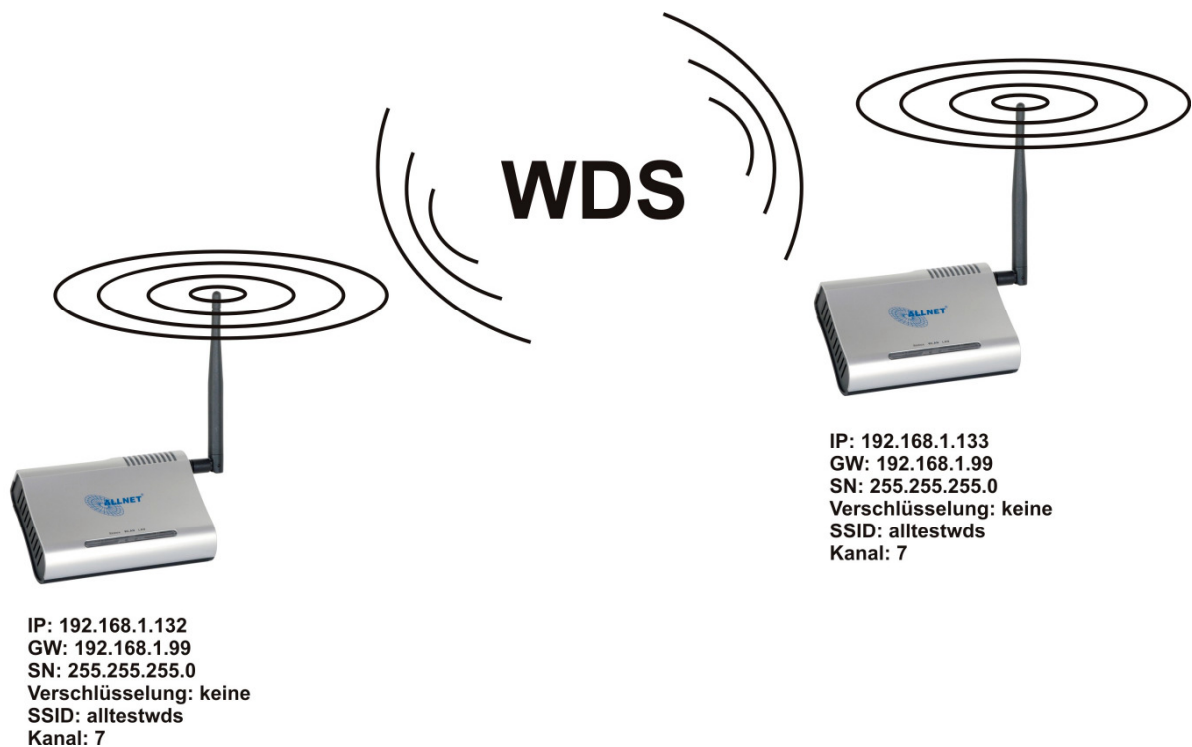 WDS
ALLNET
IP: 192.168.1.133
GW: 192.168.1.99
SN: 255.255.255.0
Verschlüsselung: keine
SSID: alltestwds
Kanal: 7
ALLNET
IP: 192.168.1.132
GW: 192.168.1.99
SN: 255.255.255.0
Verschlüsselung: keine
SSID: alltestwds
Kanal: 7